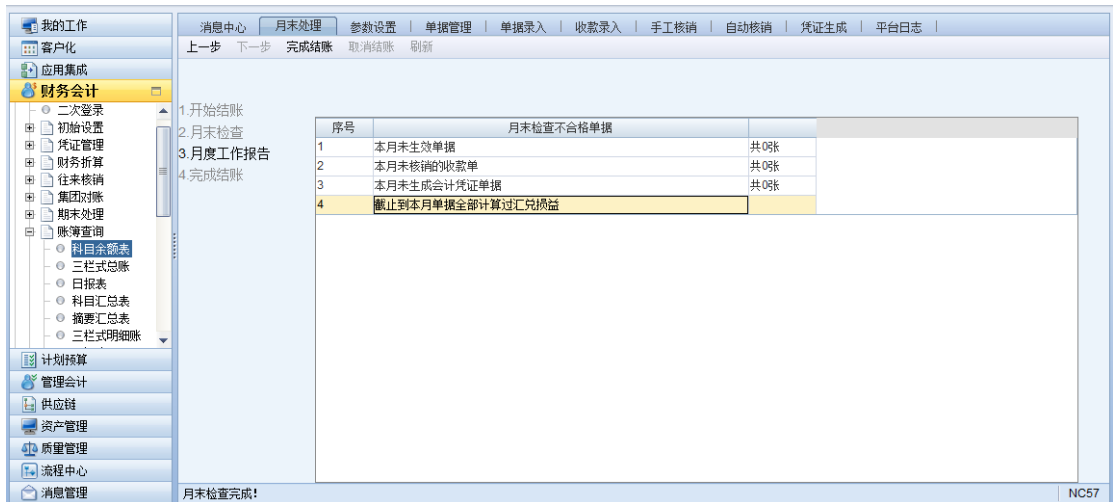 我的工作
客户化
应用集成
财务会计
二次登录
初始设置
凭证管理
财务折算
往来核销
集团对账
期末处理
账簿查询
科目余额表
三栏式总账
日报表
科目汇总表
摘要汇总表
三栏式明细账
计划预算
管理会计
供应链
资产管理
质量管理
流程中心
消息管理
消息中心 月末处理 参数设置 | 单据管理 | 单据录入 | 收款录入 | 手工核销 | 自动核销 | 凭证生成 | 平台日志 |
上一步 下一步 完成结账 取消结账 刷新
1.开始结账
2.月末检查
3.月度工作报告
4.完成结账
序号 月末检查不合格单据
1 本月未生效单据 共0张
2 本月未核销的收款单 共0张
3 本月未生成会计凭证单据 共0张
4 截止到本月单据全部计算过汇兑损益
月末检查完成! NC57